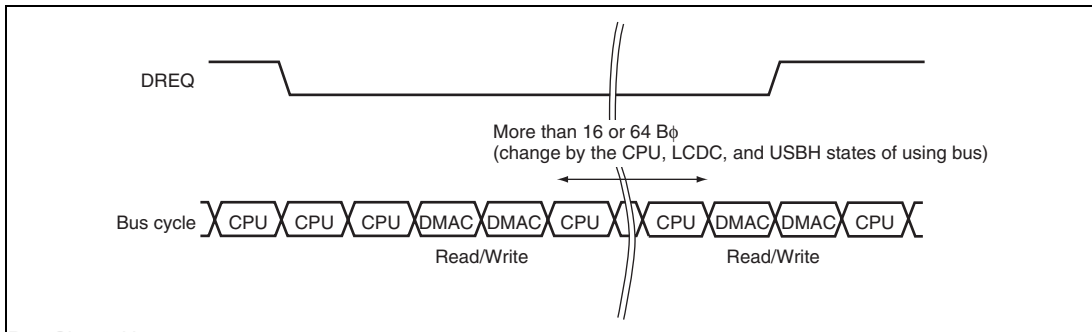 DREQ
More than 16 or 64 Bϕ
(change by the CPU, LCDC, and USBH states of using bus)
Bus cycle CPU CPU CPU DMAC DMAC CPU CPU DMAC DMAC CPU
Read/Write Read/Write